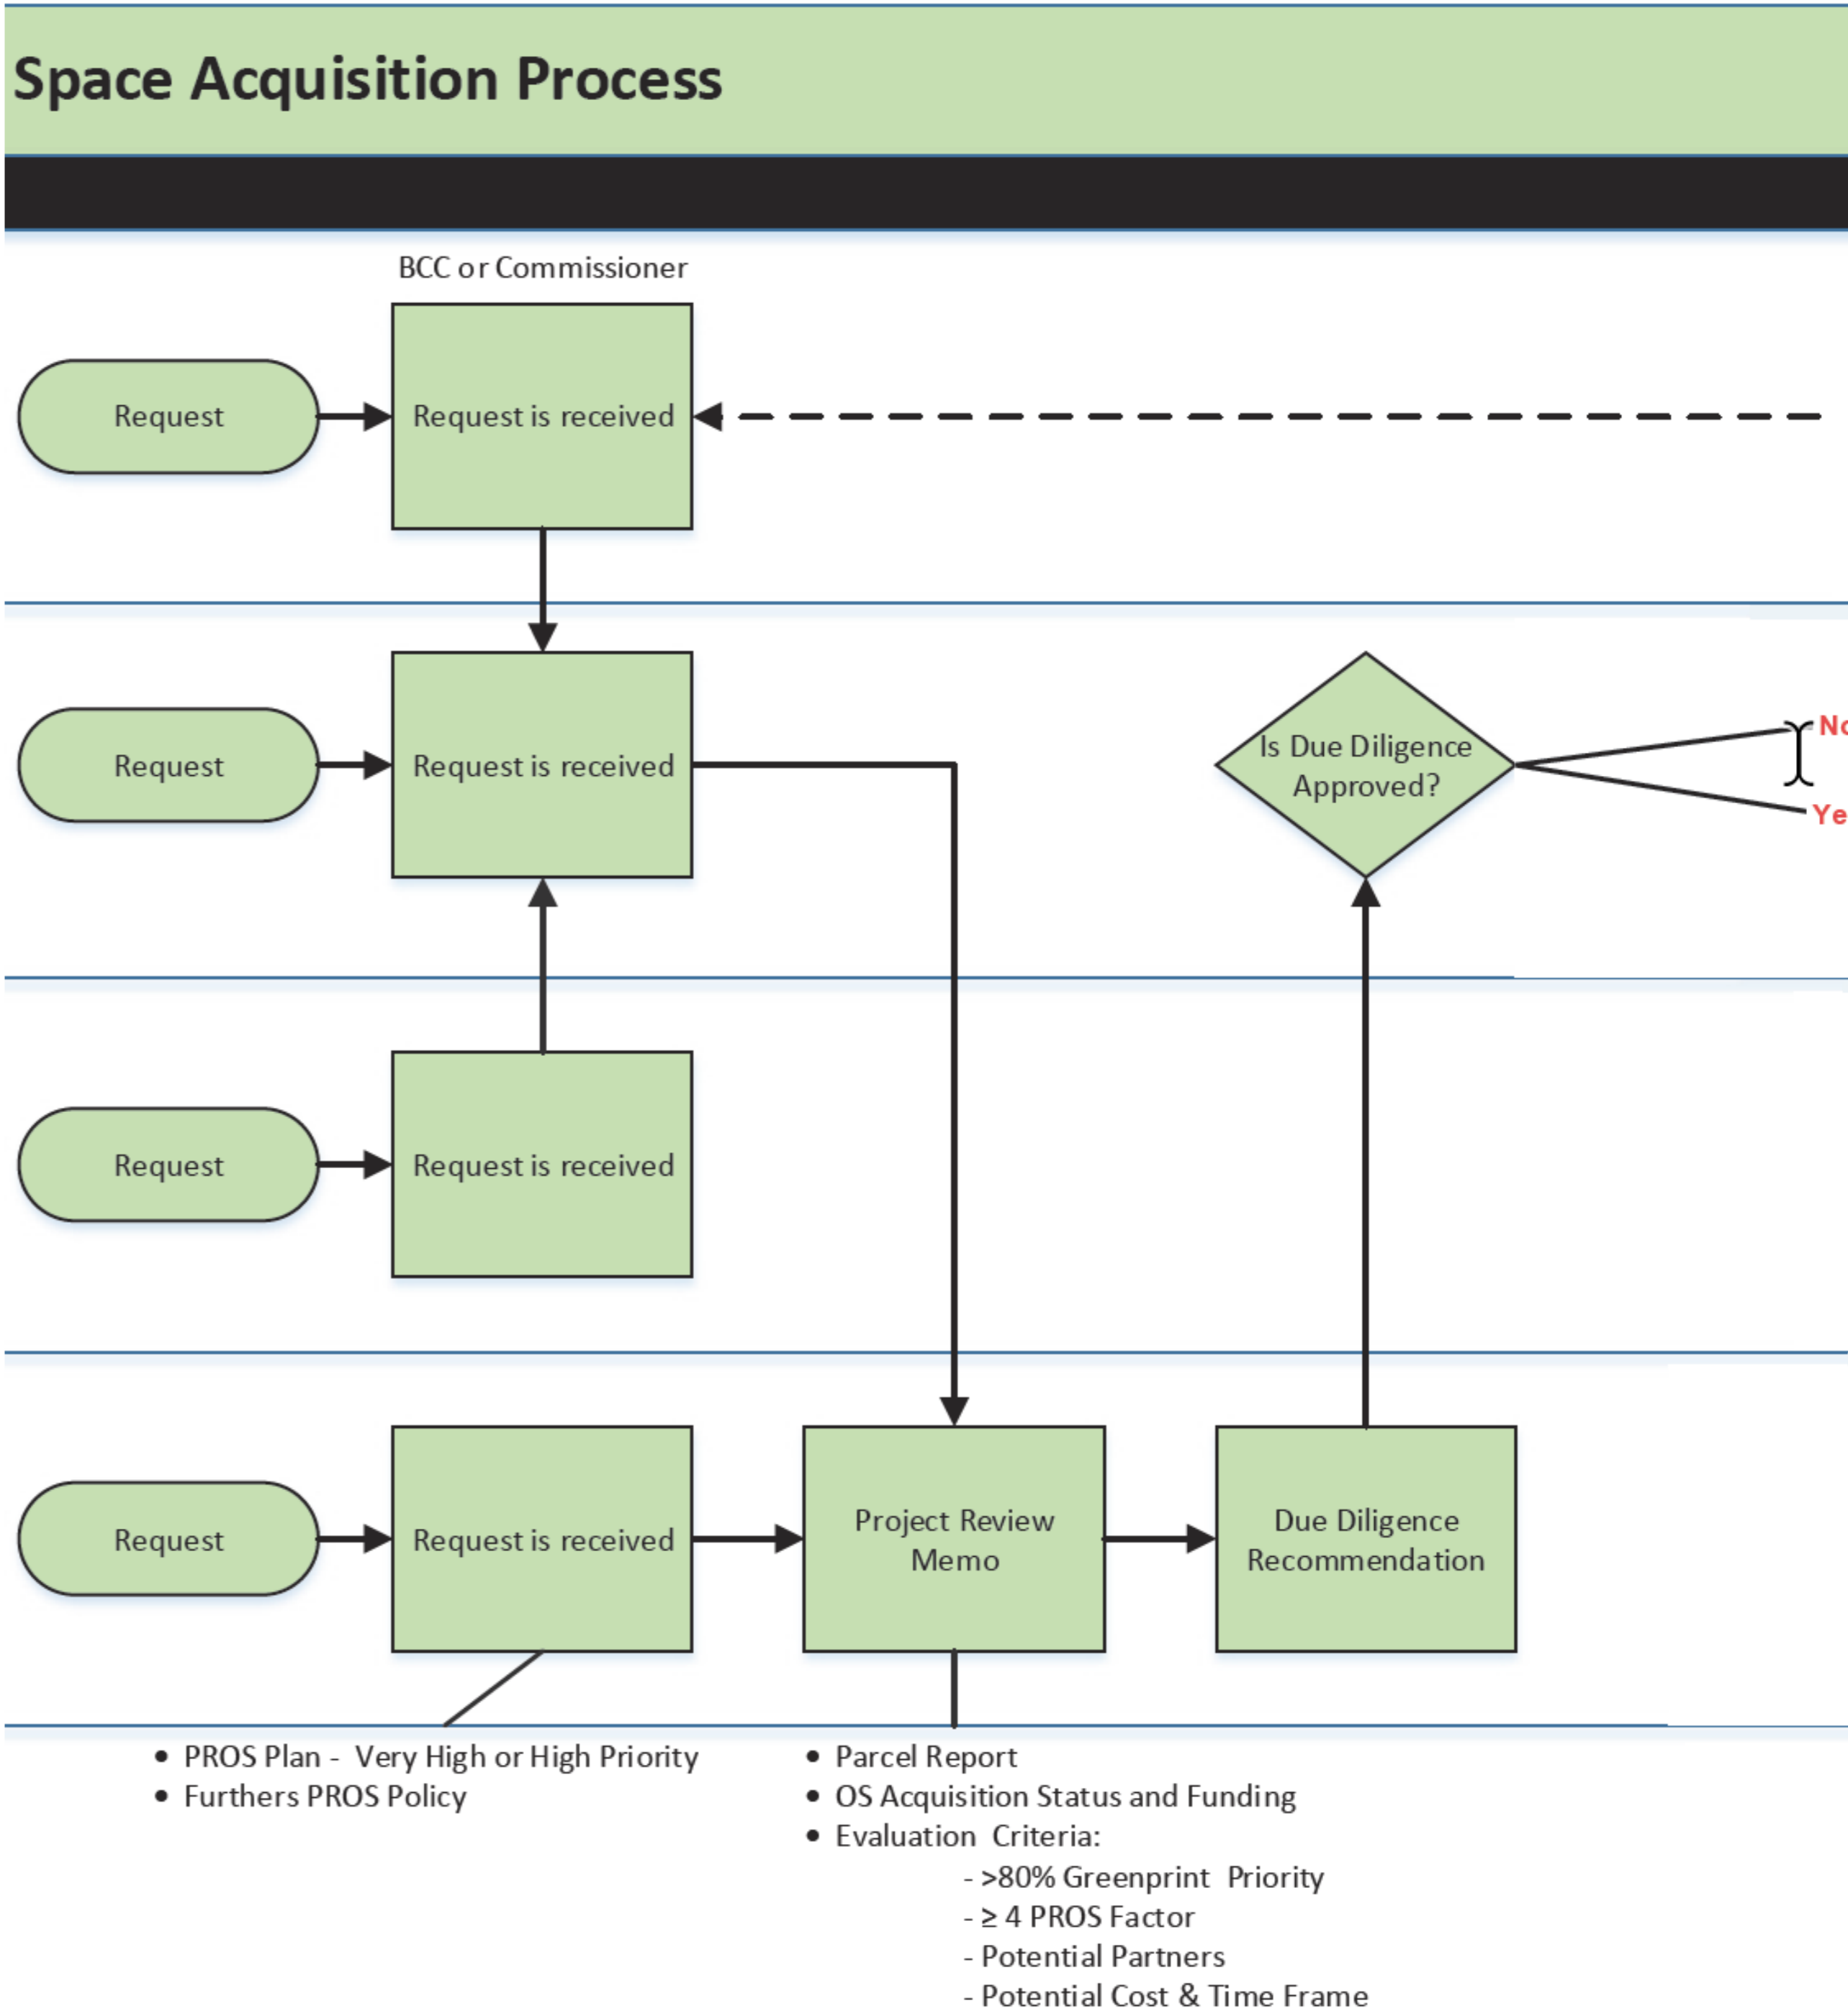 Space Acquisition Process
BCC or Commissioner
Request
Request is received
Request
Request is received
Is Due Diligence
Approved?
No
Ye
Request
Request is received
Request
Request is received
Project Review
Memo
Due Diligence
Recommendation
• PROS Plan - Very High or High Priority
• Furthers PROS Policy
• Parcel Report
• OS Acquisition Status and Funding
• Evaluation Criteria:
- >80% Greenprint Priority
- ≥ 4 PROS Factor
- Potential Partners
- Potential Cost & Time Frame